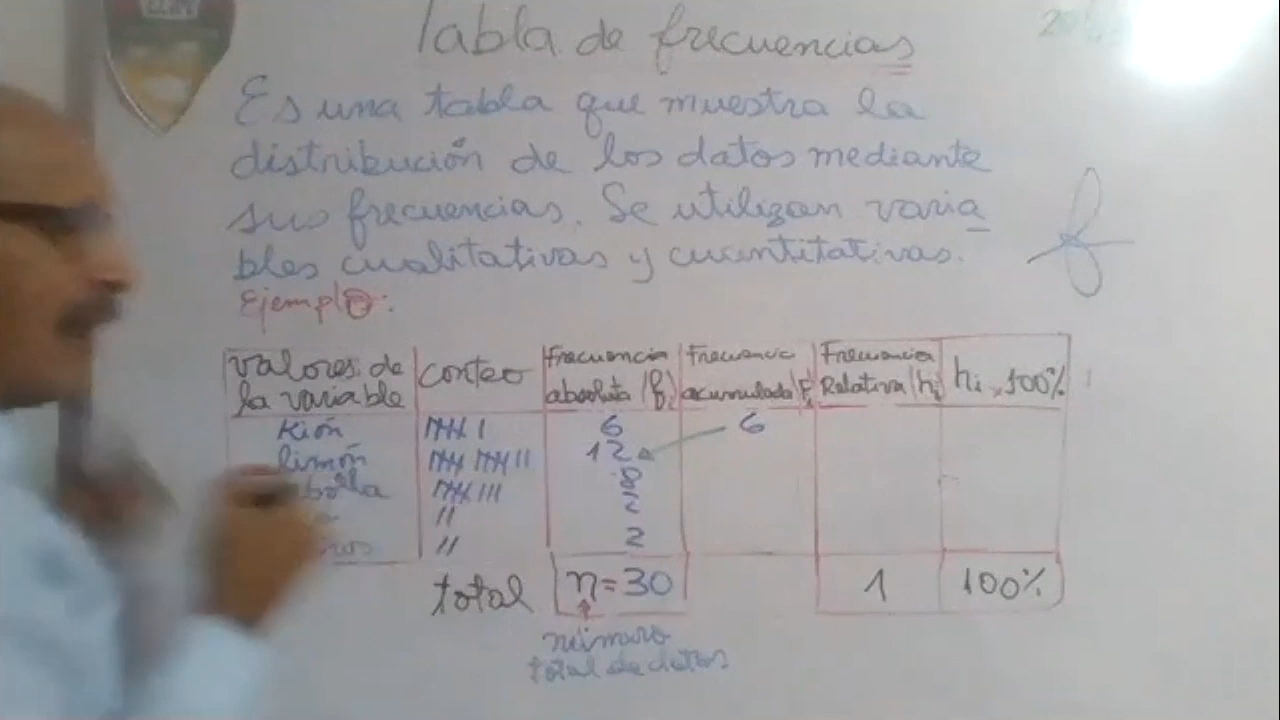 Tabla de frecuencias
Es una tabla que muestra la
distribución de los datos mediante
sus frecuencias. Se utilizan varia
bles cualitativas y cuantitativas.
Ejemplo:
valores de la variable conteo Frecuencia absoluta (fi) Frecuencia acumulada (Fi Frecuencia Relativa (hi) hi x 100%
Kión 6 6
limón 12
8
2
2
total n=30 1 100%
número
total de datos